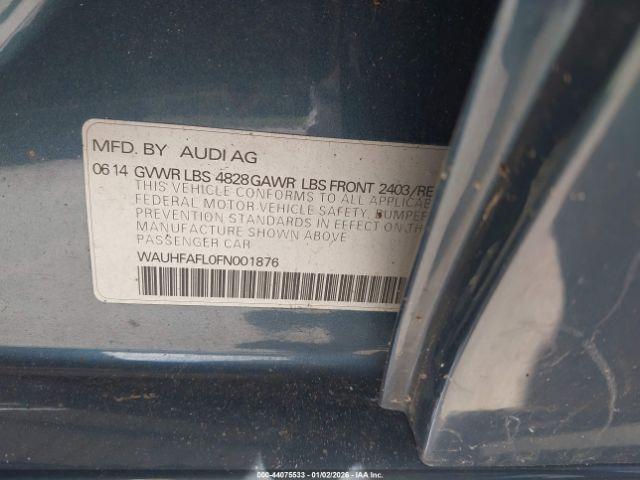 MFD. BY AUDI AG
06 14 GVWR LBS 4828 GAWR LBS FRONT 2403/RE
THIS VEHICLE CONFORMS TO ALL APPLICAB
FEDERAL MOTOR VEHICLE SAFETY, BUMPER
PREVENTION STANDARDS IN EFFECT ON THE
MANUFACTURE SHOWN ABOVE
PASSENGER CAR
WAUHFAFL0FN001876
000-44075533 - 01/02/2026 - IAA Inc.